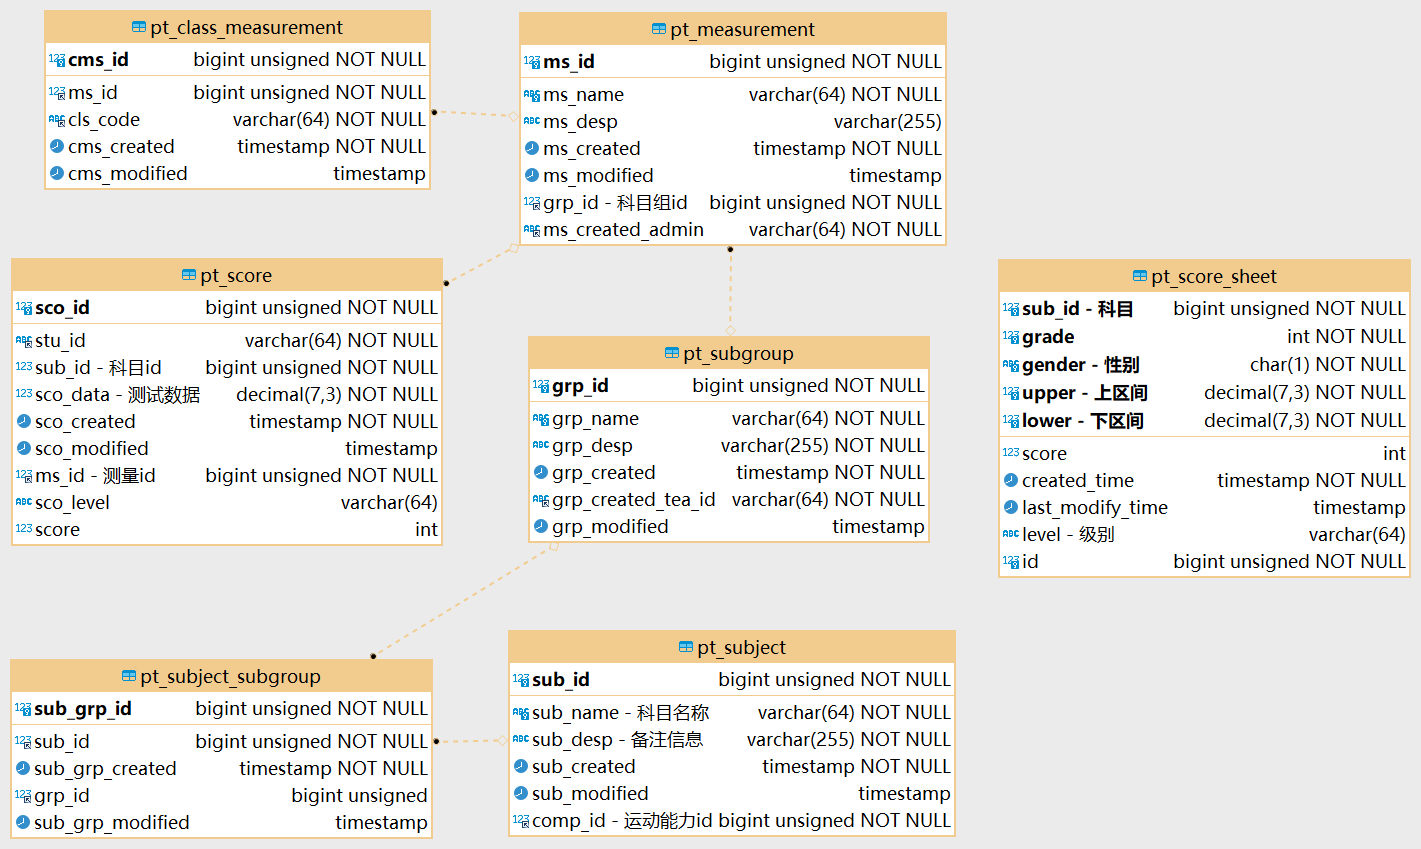 pt_class_measurement
cms_id bigint unsigned NOT NULL
ms_id bigint unsigned NOT NULL
cls_code varchar(64) NOT NULL
cms_created timestamp NOT NULL
cms_modified timestamp
pt_measurement
ms_id bigint unsigned NOT NULL
ms_name varchar(64) NOT NULL
ms_desp varchar(255)
ms_created timestamp NOT NULL
ms_modified timestamp
grp_id - 科目组id bigint unsigned NOT NULL
ms_created_admin varchar(64) NOT NULL
pt_score
sco_id bigint unsigned NOT NULL
stu_id varchar(64) NOT NULL
sub_id - 科目id bigint unsigned NOT NULL
sco_data - 测试数据 decimal(7,3) NOT NULL
sco_created timestamp NOT NULL
sco_modified timestamp
ms_id - 测量id bigint unsigned NOT NULL
sco_level varchar(64)
score int
pt_subgroup
grp_id bigint unsigned NOT NULL
grp_name varchar(64) NOT NULL
grp_desp varchar(255) NOT NULL
grp_created timestamp NOT NULL
grp_created_tea_id varchar(64) NOT NULL
grp_modified timestamp
pt_score_sheet
sub_id - 科目 bigint unsigned NOT NULL
grade int NOT NULL
gender - 性别 char(1) NOT NULL
upper - 上区间 decimal(7,3) NOT NULL
lower - 下区间 decimal(7,3) NOT NULL
score int
created_time timestamp NOT NULL
last_modify_time timestamp
level - 级别 varchar(64)
id bigint unsigned NOT NULL
pt_subject_subgroup
sub_grp_id bigint unsigned NOT NULL
sub_id bigint unsigned NOT NULL
sub_grp_created timestamp NOT NULL
grp_id bigint unsigned
sub_grp_modified timestamp
pt_subject
sub_id bigint unsigned NOT NULL
sub_name - 科目名称 varchar(64) NOT NULL
sub_desp - 备注信息 varchar(255) NOT NULL
sub_created timestamp NOT NULL
sub_modified timestamp
comp_id - 运动能力id bigint unsigned NOT NULL